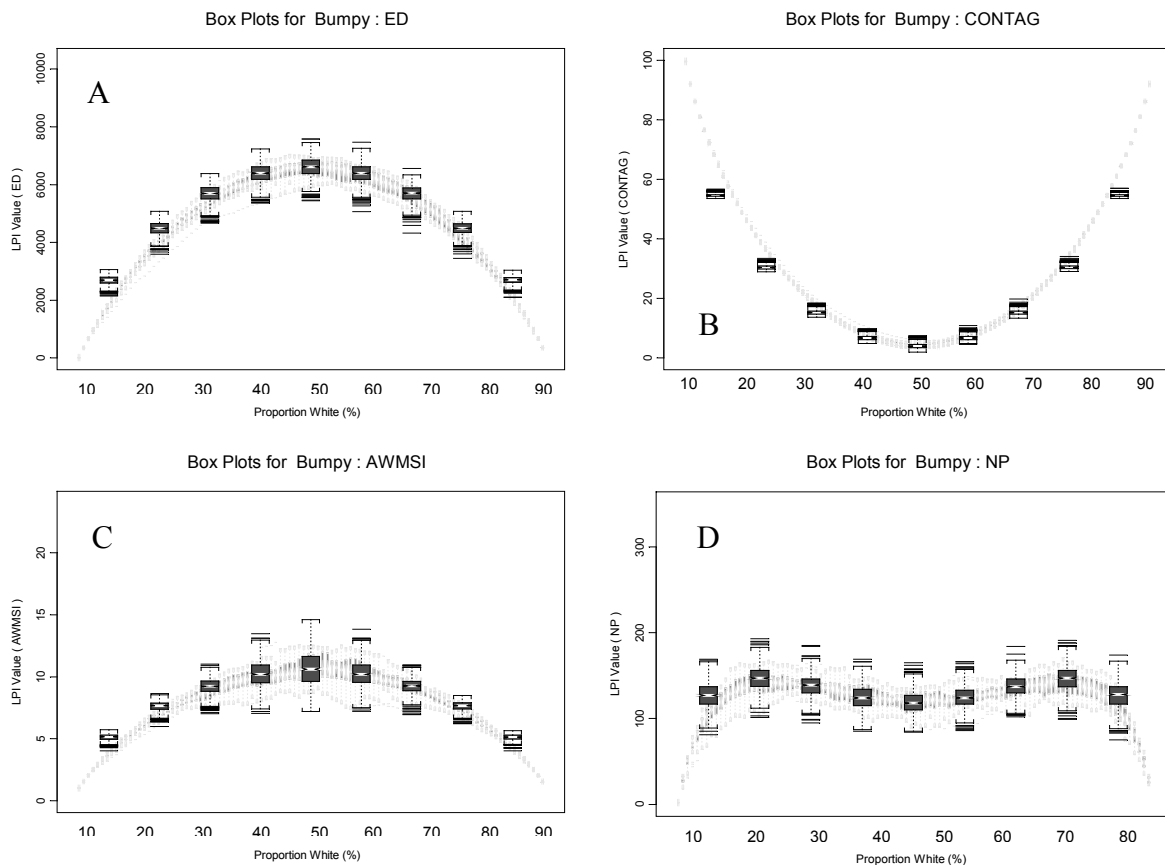 Box Plots for Bumpy : ED
A
LPI Value ( ED )
10000
8000
6000
4000
2000
0
10 20 30 40 50 60 70 80 90
Proportion White (%)
Box Plots for Bumpy : CONTAG
B
LPI Value ( CONTAG )
100
80
60
40
20
0
10 20 30 40 50 60 70 80 90
Proportion White (%)
Box Plots for Bumpy : AWMSI
C
LPI Value ( AWMSI )
20
15
10
5
0
10 20 30 40 50 60 70 80 90
Proportion White (%)
Box Plots for Bumpy : NP
D
LPI Value ( NP )
300
200
100
0
10 20 30 40 50 60 70 80
Proportion White (%)